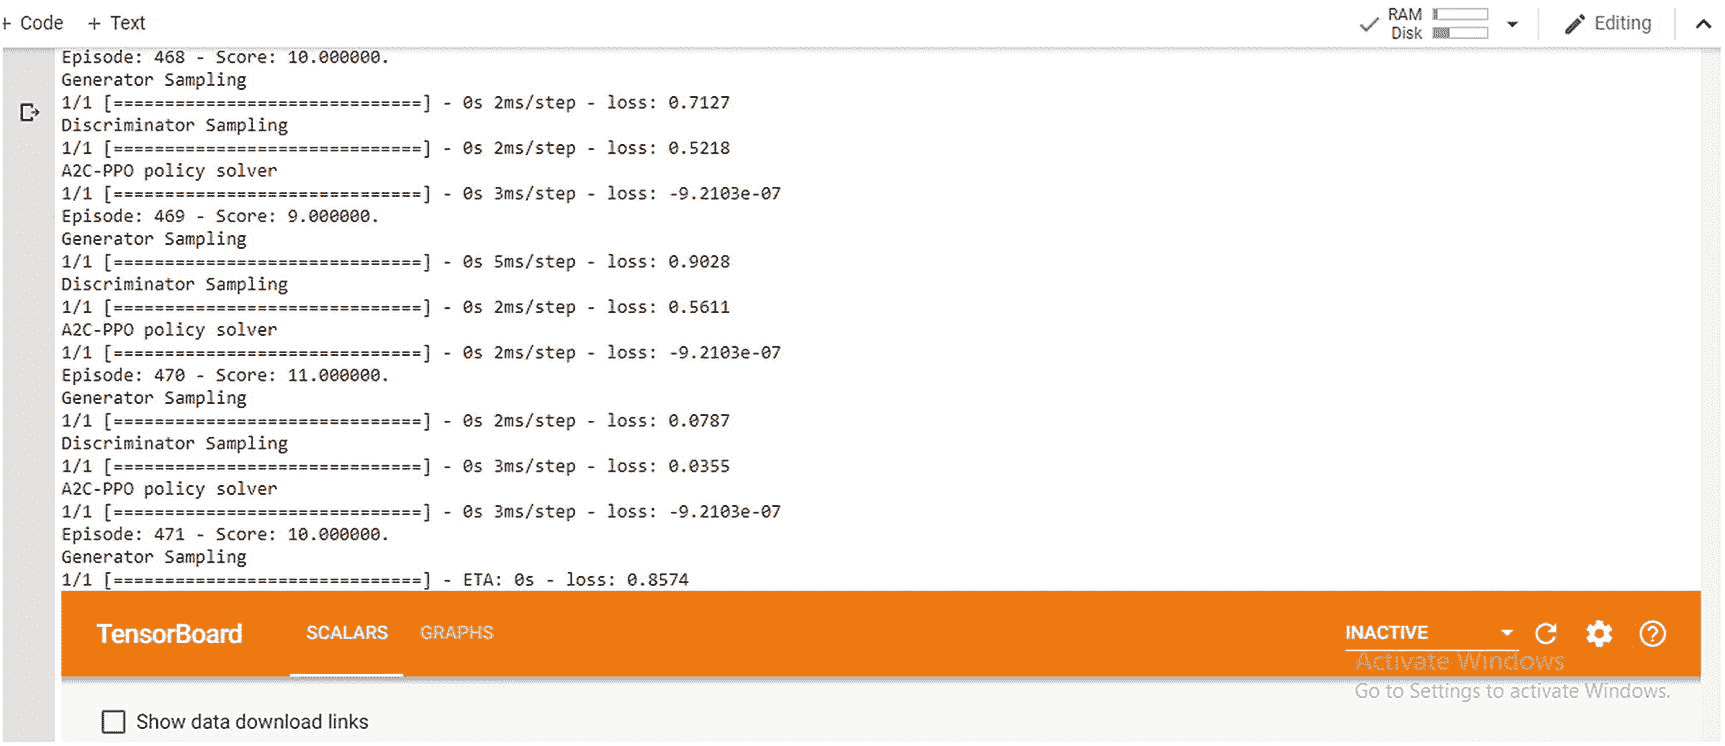 + Code + Text
RAM
Disk
Editing
Episode: 468 - Score: 10.000000.
Generator Sampling
1/1 [==============================] - 0s 2ms/step - loss: 0.7127
Discriminator Sampling
1/1 [==============================] - 0s 2ms/step - loss: 0.5218
A2C-PPO policy solver
1/1 [==============================] - 0s 3ms/step - loss: -9.2103e-07
Episode: 469 - Score: 9.000000.
Generator Sampling
1/1 [==============================] - 0s 5ms/step - loss: 0.9028
Discriminator Sampling
1/1 [==============================] - 0s 2ms/step - loss: 0.5611
A2C-PPO policy solver
1/1 [==============================] - 0s 2ms/step - loss: -9.2103e-07
Episode: 470 - Score: 11.000000.
Generator Sampling
1/1 [==============================] - 0s 2ms/step - loss: 0.0787
Discriminator Sampling
1/1 [==============================] - 0s 3ms/step - loss: 0.0355
A2C-PPO policy solver
1/1 [==============================] - 0s 3ms/step - loss: -9.2103e-07
Episode: 471 - Score: 10.000000.
Generator Sampling
1/1 [==============================] - ETA: 0s - loss: 0.8574
TensorBoard SCALARS GRAPHS INACTIVE
Activate Windows
Go to Settings to activate Windows.
Show data download links